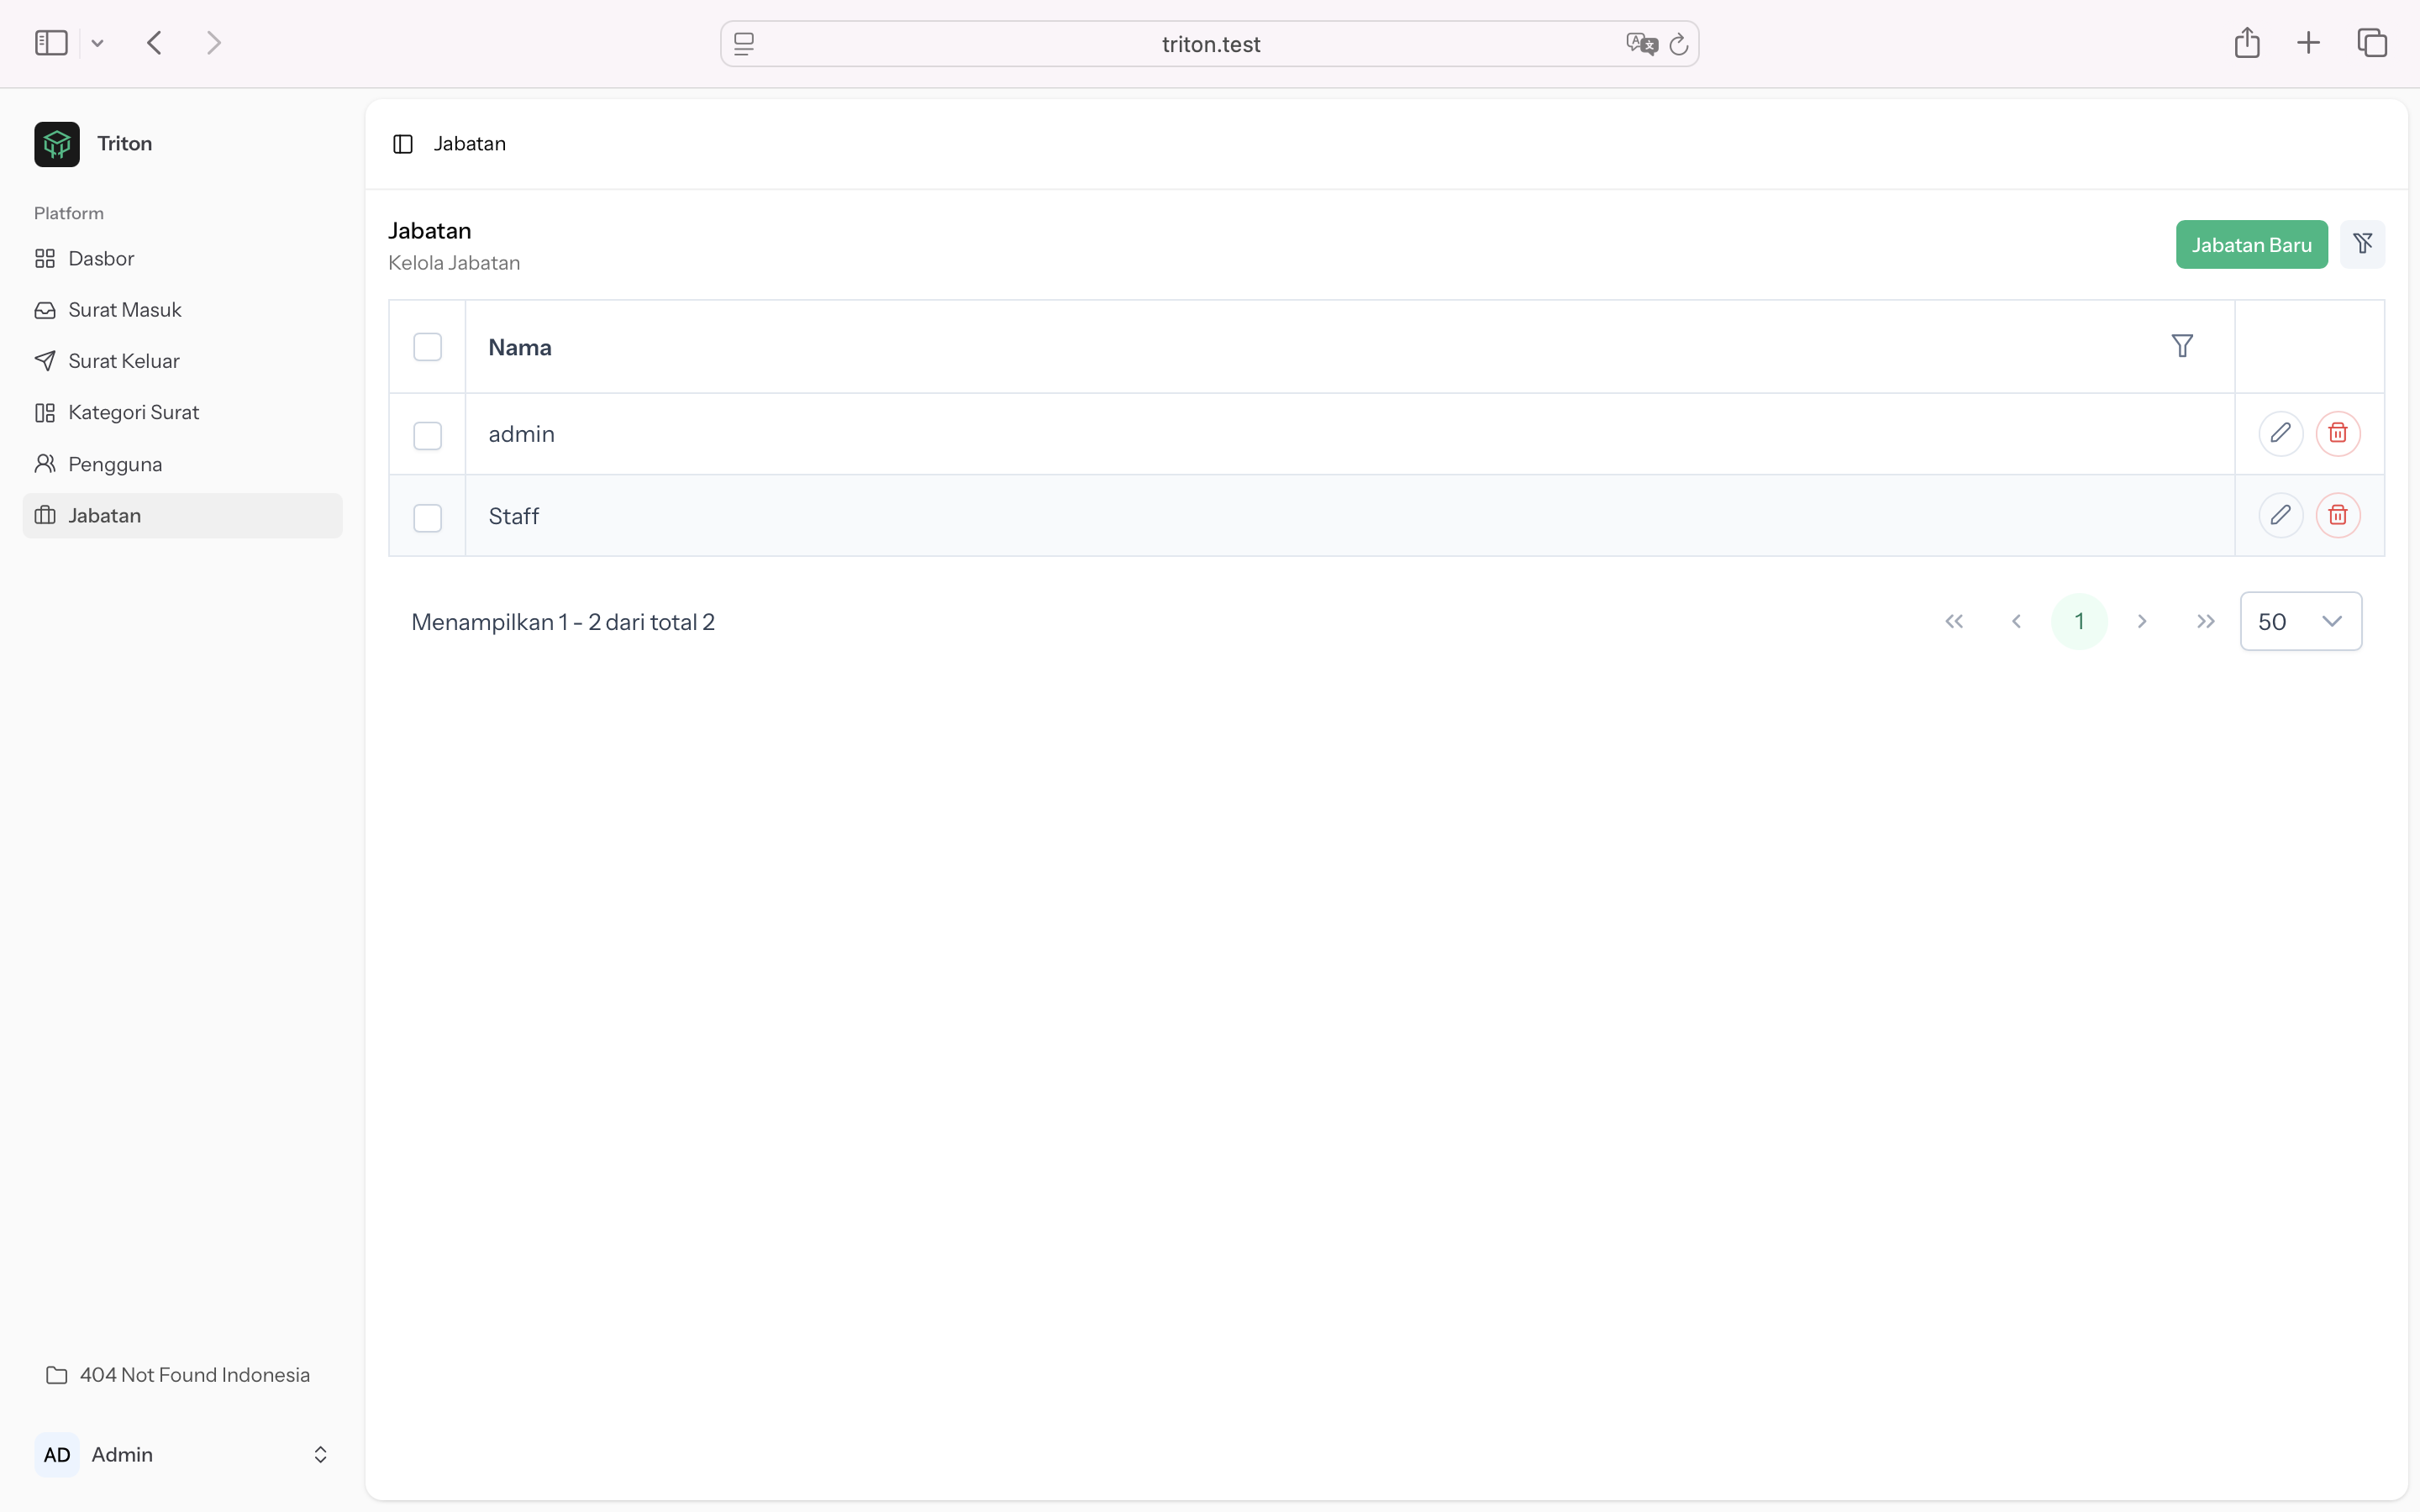 triton.test
Triton
Platform
Dasbor
Surat Masuk
Surat Keluar
Kategori Surat
Pengguna
Jabatan
404 Not Found Indonesia
AD Admin
Jabatan
Jabatan
Kelola Jabatan
Jabatan Baru
Nama
admin
Staff
Menampilkan 1 - 2 dari total 2
1
50